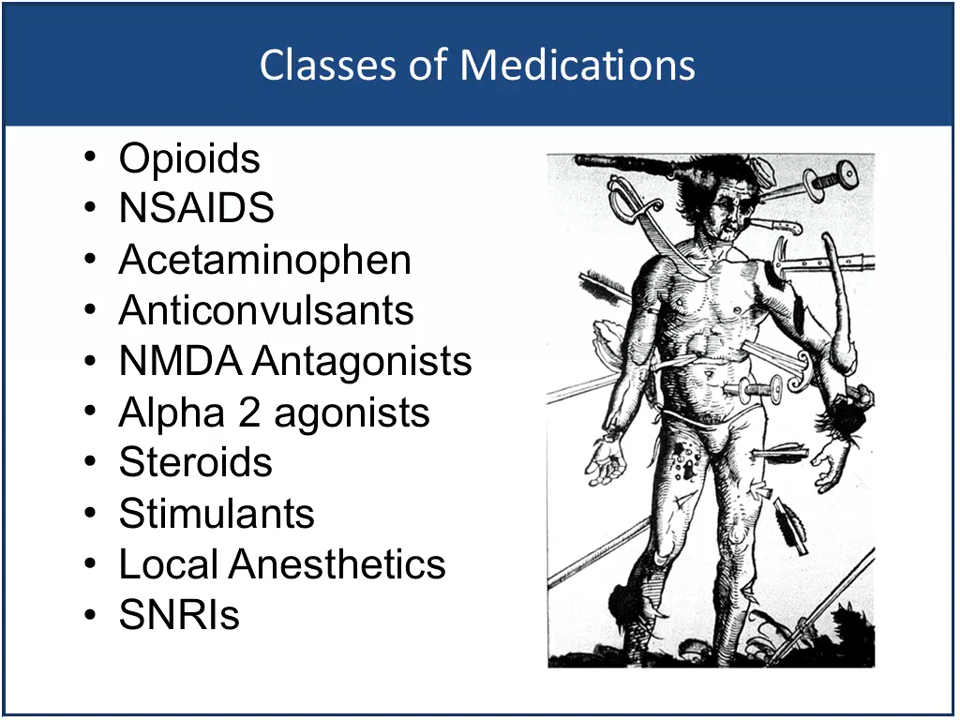 Classes of Medications
• Opioids
• NSAIDS
• Acetaminophen
• Anticonvulsants
• NMDA Antagonists
• Alpha 2 agonists
• Steroids
• Stimulants
• Local Anesthetics
• SNRIs